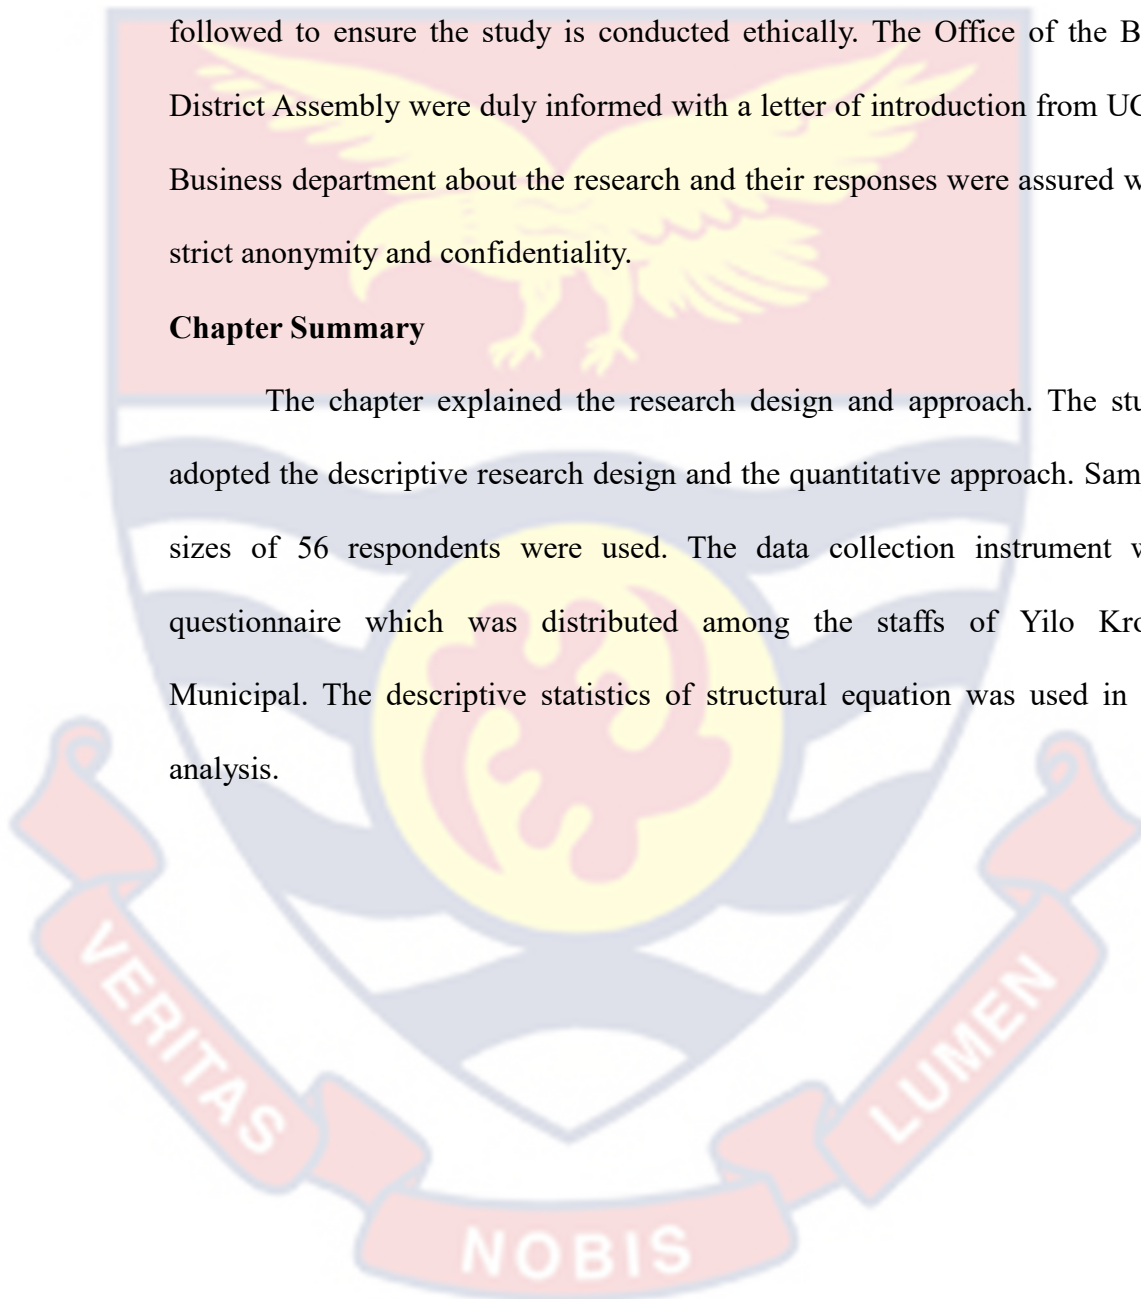 followed to ensure the study is conducted ethically. The Office of the
District Assembly were duly informed with a letter of introduction from
Business department about the research and their responses were assured
strict anonymity and confidentiality.
Chapter Summary
The chapter explained the research design and approach. The
adopted the descriptive research design and the quantitative approach.
sizes of 56 respondents were used. The data collection instrument
questionnaire which was distributed among the staffs of Yilo
Municipal. The descriptive statistics of structural equation was used in
analysis.
VERITAS
NOBIS
LUMEN